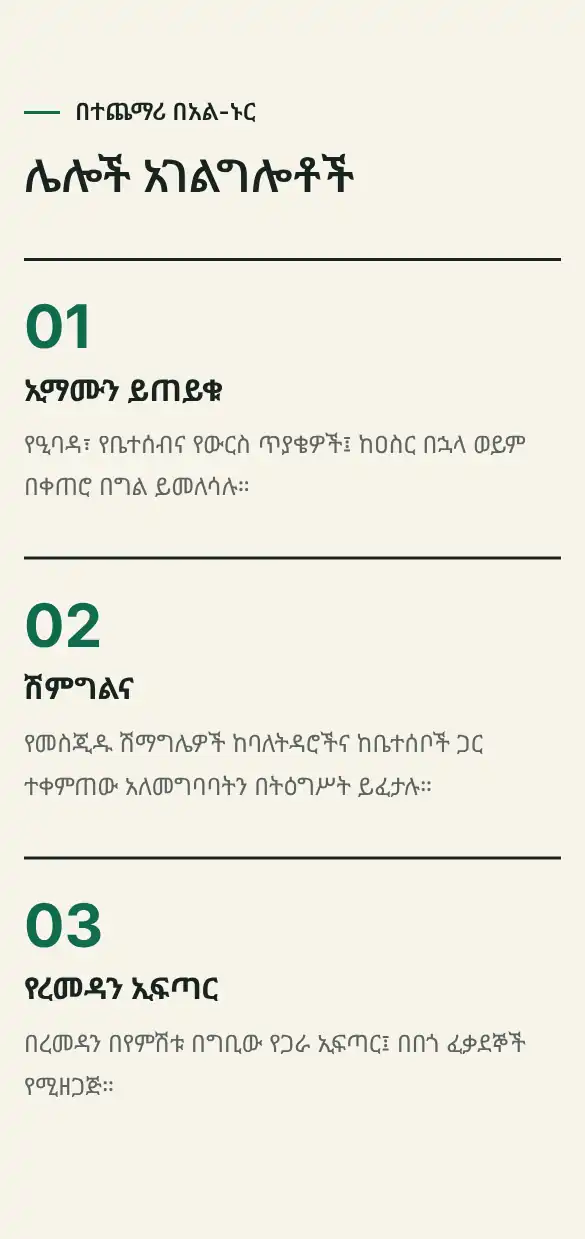 በተጨማሪ በአል-ኑር
ሌሎች አገልግሎቶች
01
ኢማሙን ይጠይቁ
የዒባዳ፣ የቤተሰብና የውርስ ጥያቄዎች፤ ከዐስር በኋላ ወይም
በቀጠሮ በግል ይመለሳሉ።
02
ሽምግልና
የመስጂዱ ሽማግሌዎች ከባለትዳሮችና ከቤተሰቦች ጋር
ተቀምጠው አለመግባባትን በትዕግሥት ይፈታሉ።
03
የረመዳን ኢፍጣር
በረመዳን በየምሽቱ በግቢው የጋራ ኢፍጣር፤ በበጎ ፈቃደኞች
የሚዘጋጅ።